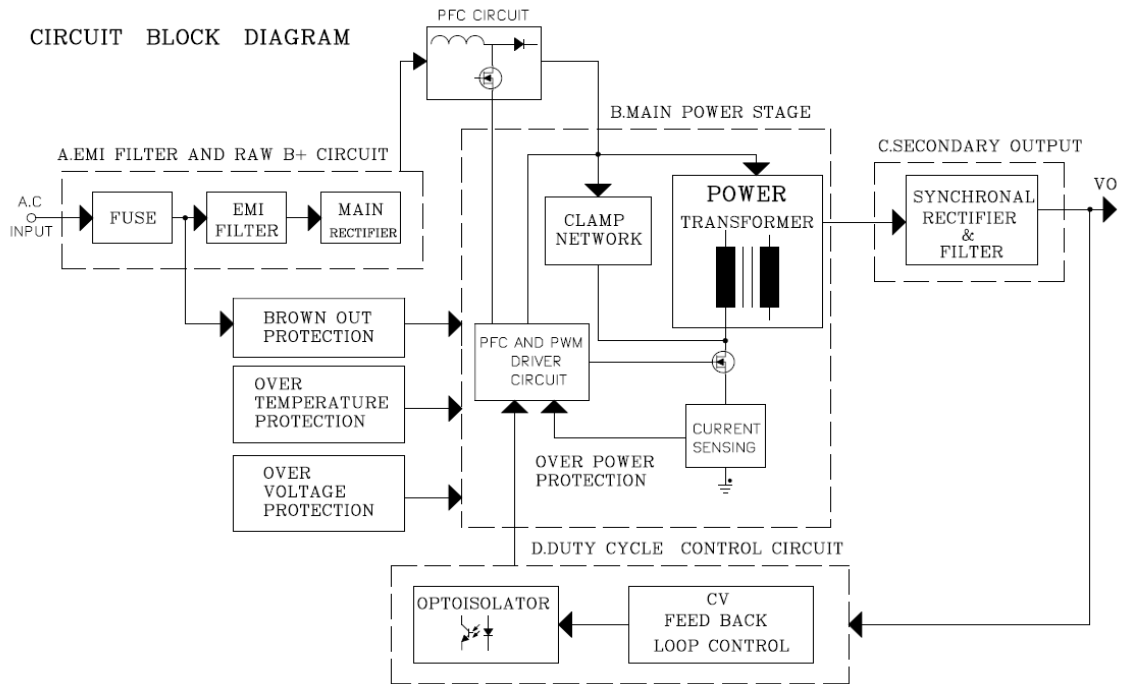 CIRCUIT BLOCK DIAGRAM
PFC CIRCUIT
A.EMI FILTER AND RAW B+ CIRCUIT
A.C
INPUT
FUSE
EMI
FILTER
MAIN
RECTIFIER
B.MAIN POWER STAGE
CLAMP
NETWORK
POWER
TRANSFORMER
C.SECONDARY OUTPUT
SYNCHRONAL
RECTIFIER
&
FILTER
VO
BROWN OUT
PROTECTION
OVER
TEMPERATURE
PROTECTION
OVER
VOLTAGE
PROTECTION
PFC AND PWM
DRIVER
CIRCUIT
CURRENT
SENSING
OVER POWER
PROTECTION
D.DUTY CYCLE CONTROL CIRCUIT
OPTOISOLATOR
CV
FEED BACK
LOOP CONTROL